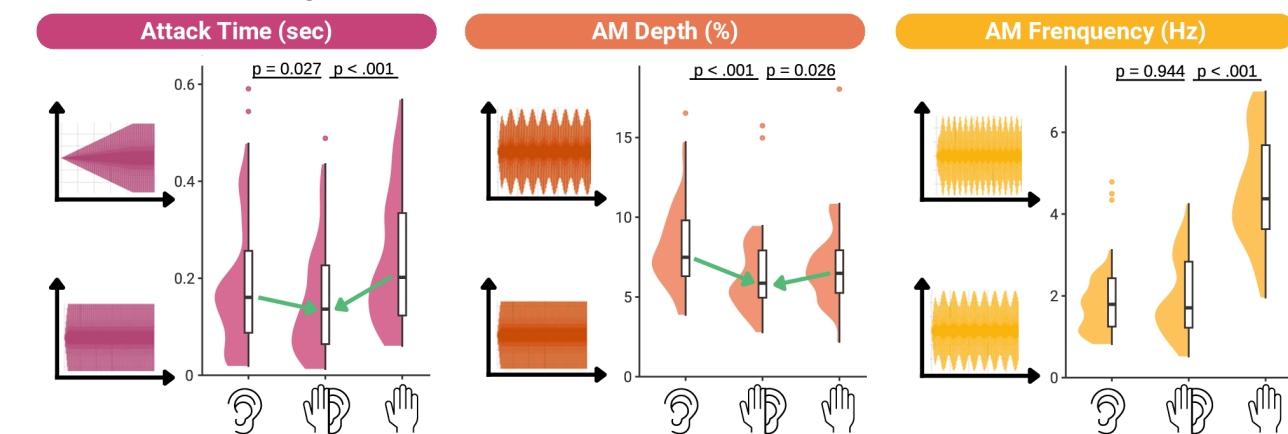 Attack Time (sec)
p = 0.027 p < .001
0.6
0.4
0.2
0
AM Depth (%)
p < .001 p = 0.026
15
10
5
0
AM Frenquency (Hz)
p = 0.944 p < .001
6
4
2
0